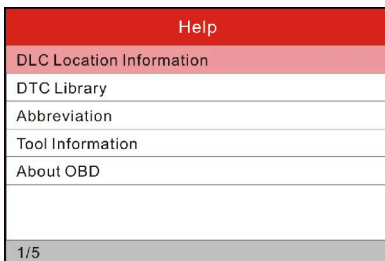 Help
DLC Location Information
DTC Library
Abbreviation
Tool Information
About OBD
1/5